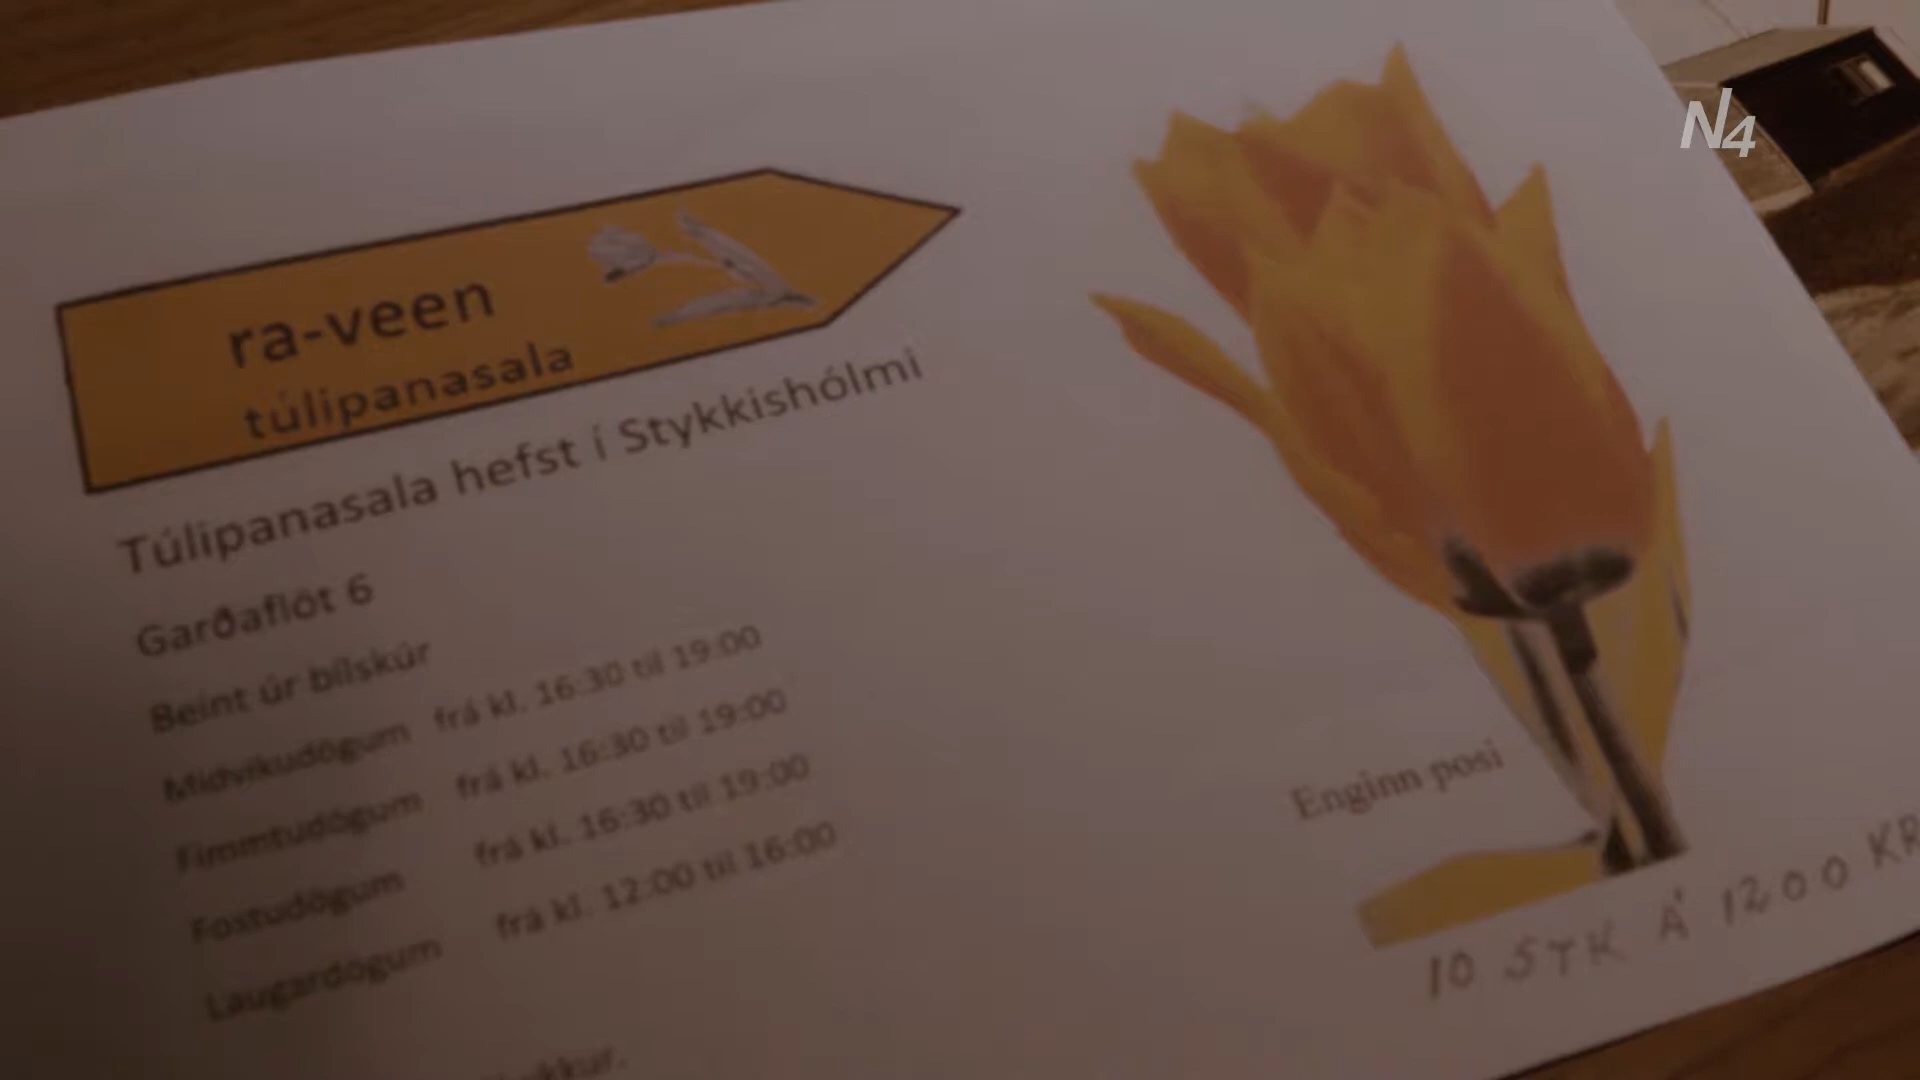 N4
ra-veen
túlipanasala
Túlipanasala hefst í Stykkishólmi
Garðaflöt 6
Beint úr bílskúr
Miðvikudögum frá kl. 16:30 til 19:00
Fimmtudögum frá kl. 16:30 til 19:00
Föstudögum frá kl. 16:30 til 19:00
Laugardögum frá kl. 12:00 til 16:00
Enginn posi
10 STK Á 1200 KR